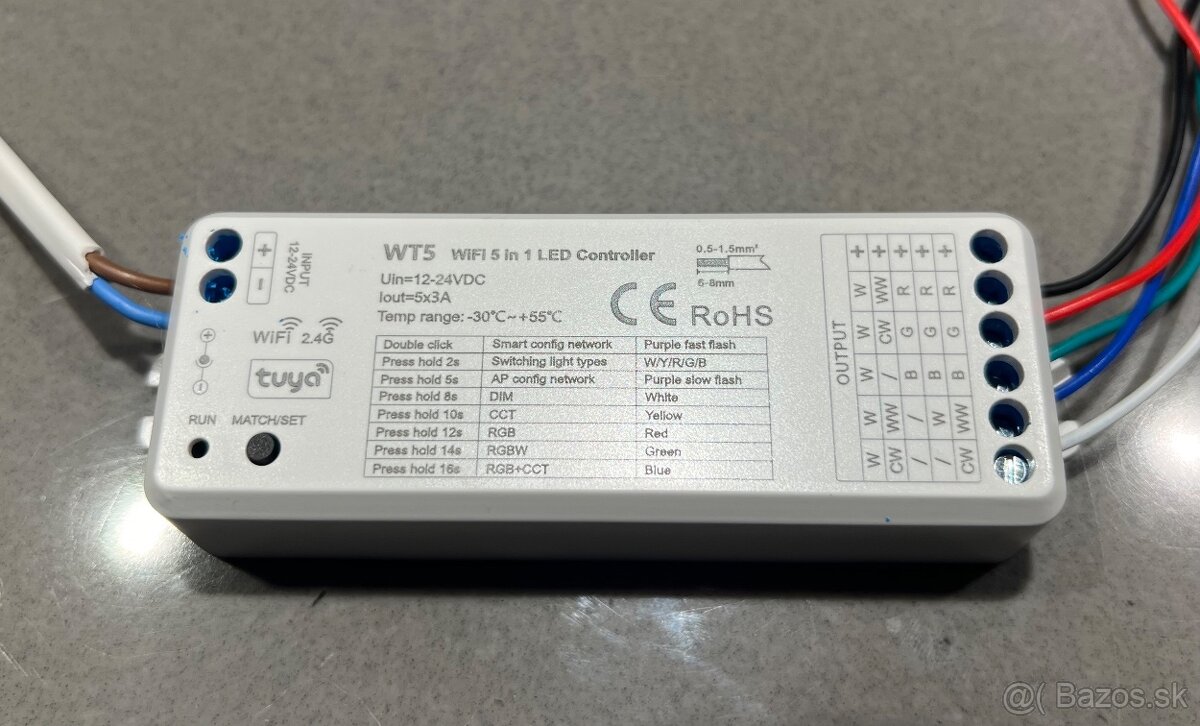 WT5 WiFi 5 in 1 LED Controller
Uin=12-24VDC
Iout=5x3A
Temp range: -30℃~+55℃
0.5-1.5mm²
6-8mm
CE RoHS
+
−
INPUT
12-24VDC
WiFi 2.4G
tuya
+
−
RUN MATCH/SET
Double click Smart config network Purple fast flash
Press hold 2s Switching light types W/Y/R/G/B
Press hold 5s AP config network Purple slow flash
Press hold 8s DIM White
Press hold 10s CCT Yellow
Press hold 12s RGB Red
Press hold 14s RGBW Green
Press hold 16s RGB+CCT Blue
OUTPUT
+ + + + +
W WW R R R
W CW G G G
W / B B B
W WW / W WW
W CW / / CW
@( Bazos.sk